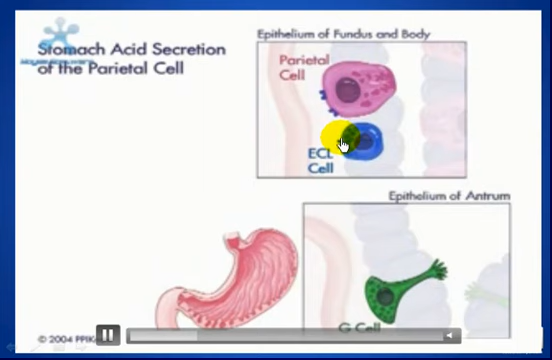 Epithelium of Fundus and Body
Stomach Acid Secretion
of the Parietal Cell
Parietal
Cell
ECL
Cell
Epithelium of Antrum
G Cell
© 2004